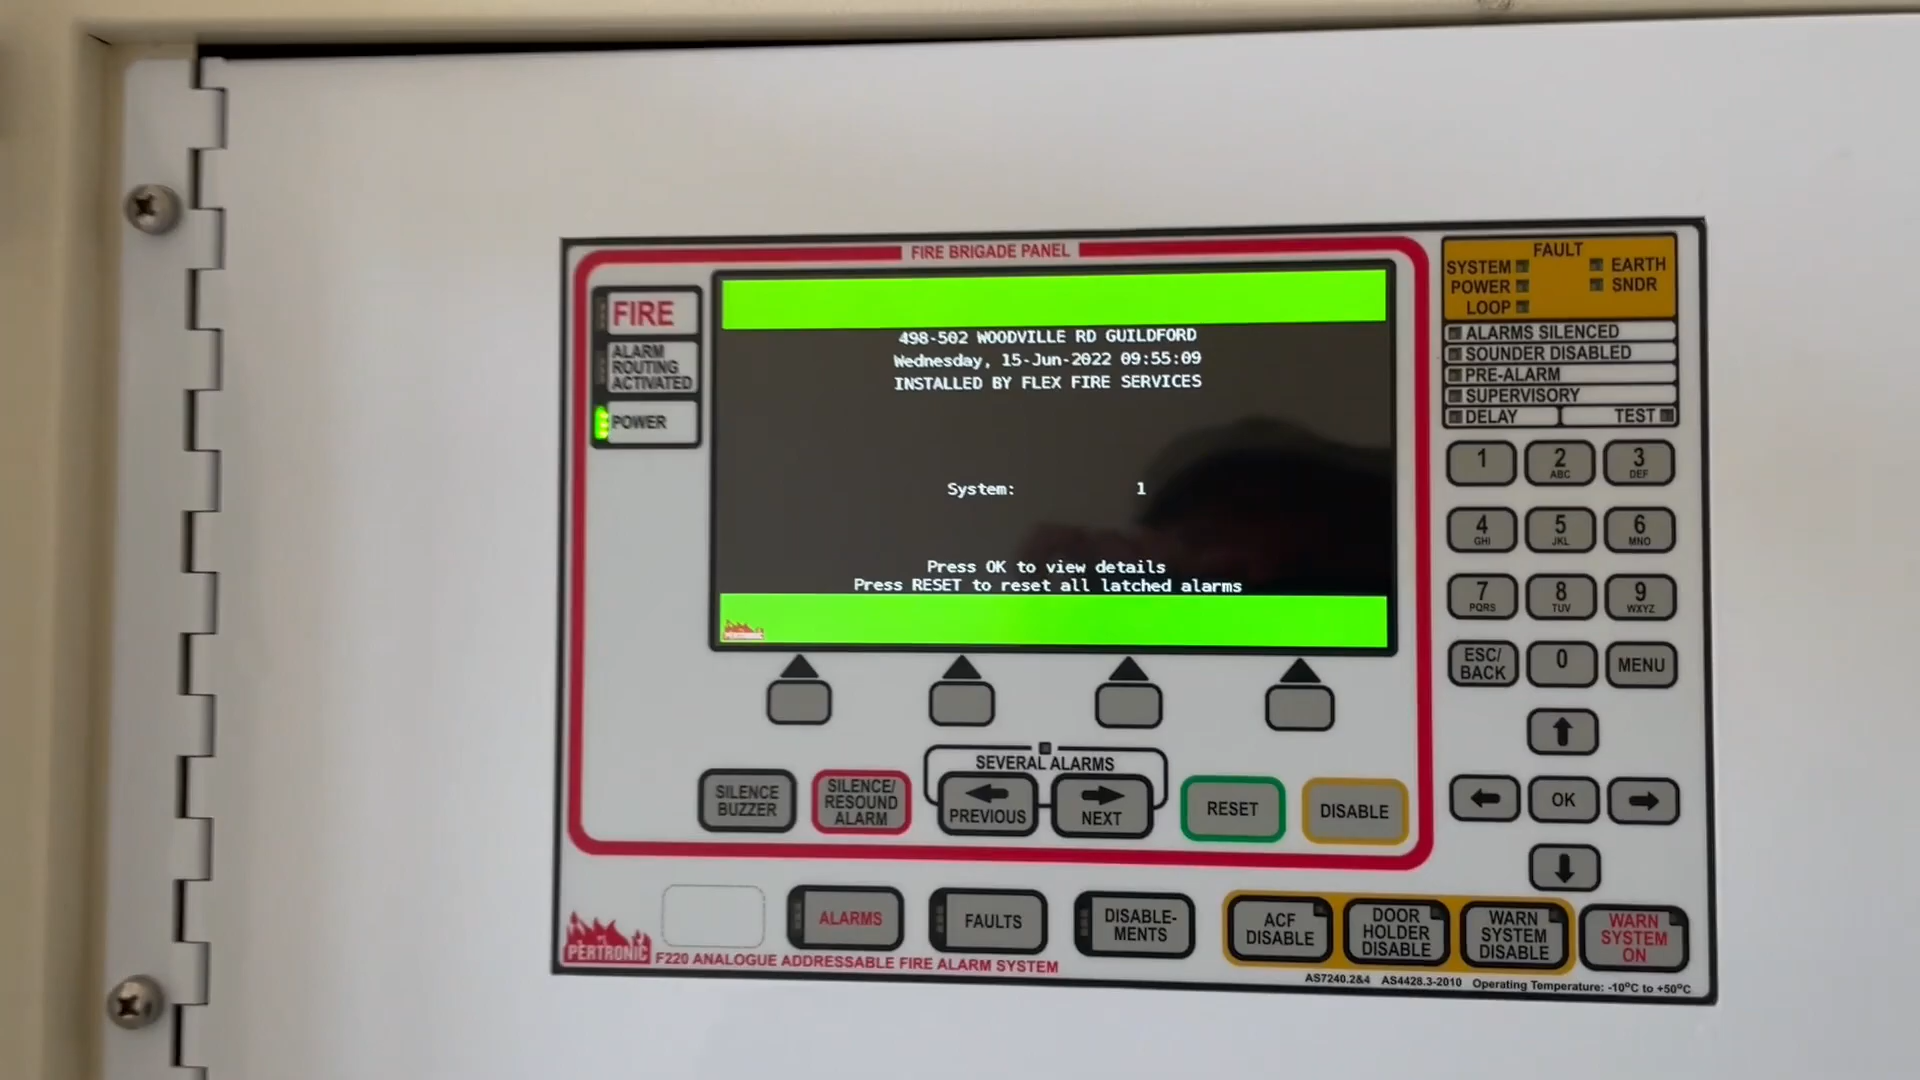 FIRE BRIGADE PANEL
FIRE
ALARM
ROUTING
ACTIVATED
POWER
498-502 WOODVILLE RD GUILDFORD
Wednesday, 15-Jun-2022 09:55:09
INSTALLED BY FLEX FIRE SERVICES
System: 1
Press OK to view details
Press RESET to reset all latched alarms
PERTRONIC
FAULT
SYSTEM
EARTH
POWER
SNDR
LOOP
ALARMS SILENCED
SOUNDER DISABLED
PRE-ALARM
SUPERVISORY
DELAY
TEST
1
2
ABC
3
DEF
4
GHI
5
JKL
6
MNO
7
PQRS
8
TUV
9
WXYZ
ESC/
BACK
0
MENU
OK
SEVERAL ALARMS
SILENCE
BUZZER
SILENCE/
RESOUND
ALARM
PREVIOUS
NEXT
RESET
DISABLE
ALARMS
FAULTS
DISABLE-
MENTS
ACF
DISABLE
DOOR
HOLDER
DISABLE
WARN
SYSTEM
DISABLE
WARN
SYSTEM
ON
PERTRONIC
F220 ANALOGUE ADDRESSABLE FIRE ALARM SYSTEM
AS7240.2&4 AS4428.3-2010 Operating Temperature: -10°C to +50°C